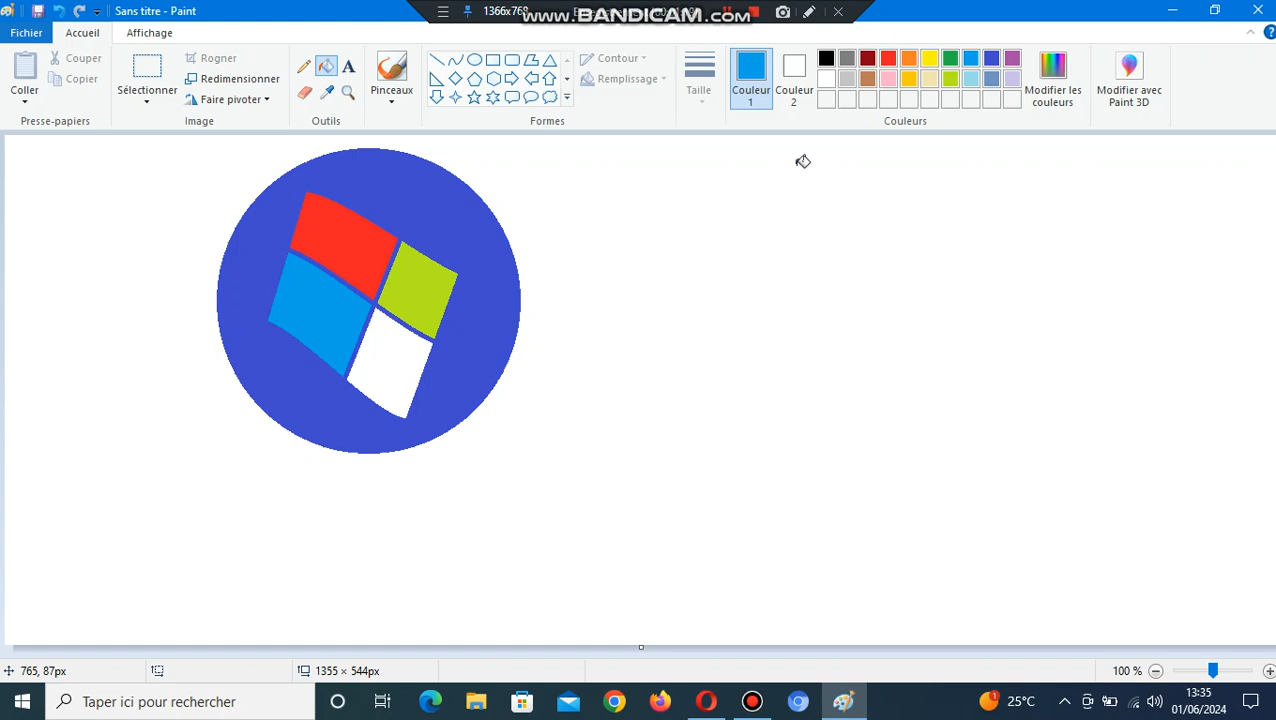 Sans titre - Paint
1366x768
www.BANDICAM.com
Fichier Accueil Affichage
Coller
Couper
Copier
Presse-papiers
Sélectionner
Rogner
Redimensionner
Faire pivoter
Image
A
Outils
Pinceaux
Contour
Remplissage
Formes
Taille
Couleur 1
Couleur 2
Modifier les couleurs
Couleurs
Modifier avec Paint 3D
765, 87px
1355 × 544px
100 %
Taper ici pour rechercher
1
25°C
13:35
01/06/2024